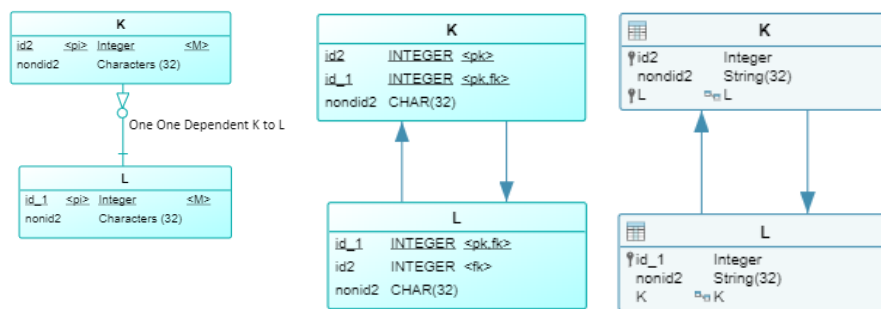 K
id2 <pi> Integer <M>
nondid2 Characters (32)
One One Dependent K to L
L
id_1 <pi> Integer <M>
nonid2 Characters (32)
K
id2 INTEGER <pk>
id_1 INTEGER <pk,fk>
nondid2 CHAR(32)
L
id_1 INTEGER <pk,fk>
id2 INTEGER <fk>
nonid2 CHAR(32)
K
id2 Integer
nondid2 String(32)
L L
L
id_1 Integer
nonid2 String(32)
K K